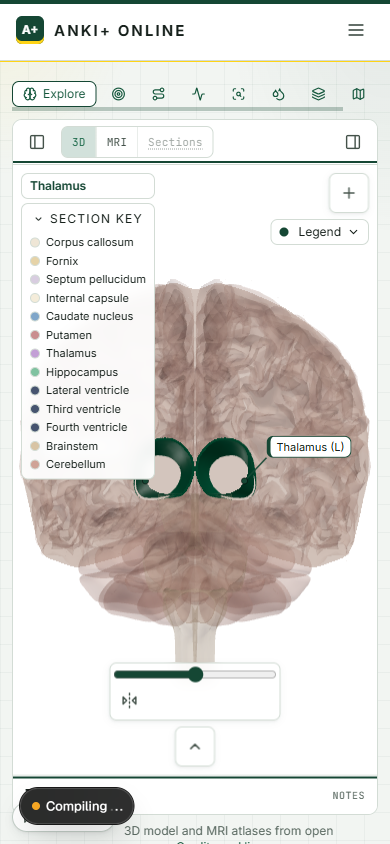 A+ ANKI+ ONLINE
Explore
3D MRI Sections
Thalamus
SECTION KEY
Legend
Corpus callosum
Fornix
Septum pellucidum
Internal capsule
Caudate nucleus
Putamen
Thalamus
Hippocampus
Lateral ventricle
Third ventricle
Fourth ventricle
Brainstem
Cerebellum
Thalamus (L)
NOTES
Compiling ...
3D model and MRI atlases from open